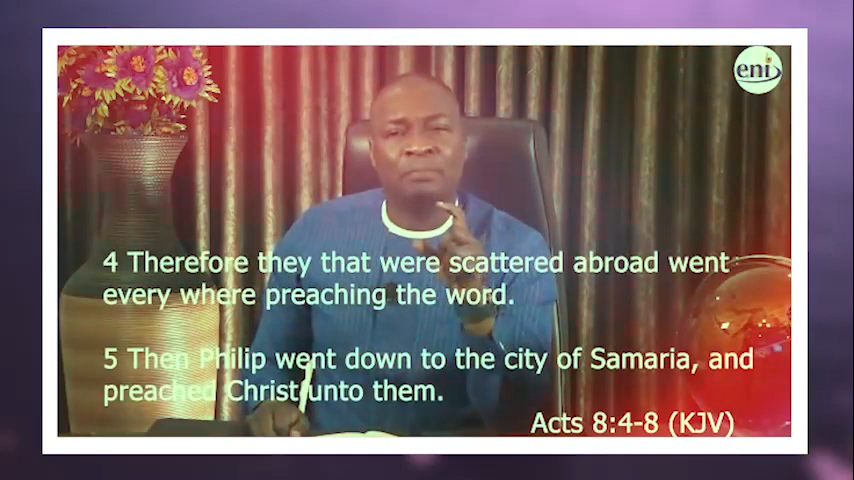 eni
4 Therefore they that were scattered abroad went
every where preaching the word.
5 Then Philip went down to the city of Samaria, and
preached Christ unto them.
Acts 8:4-8 (KJV)